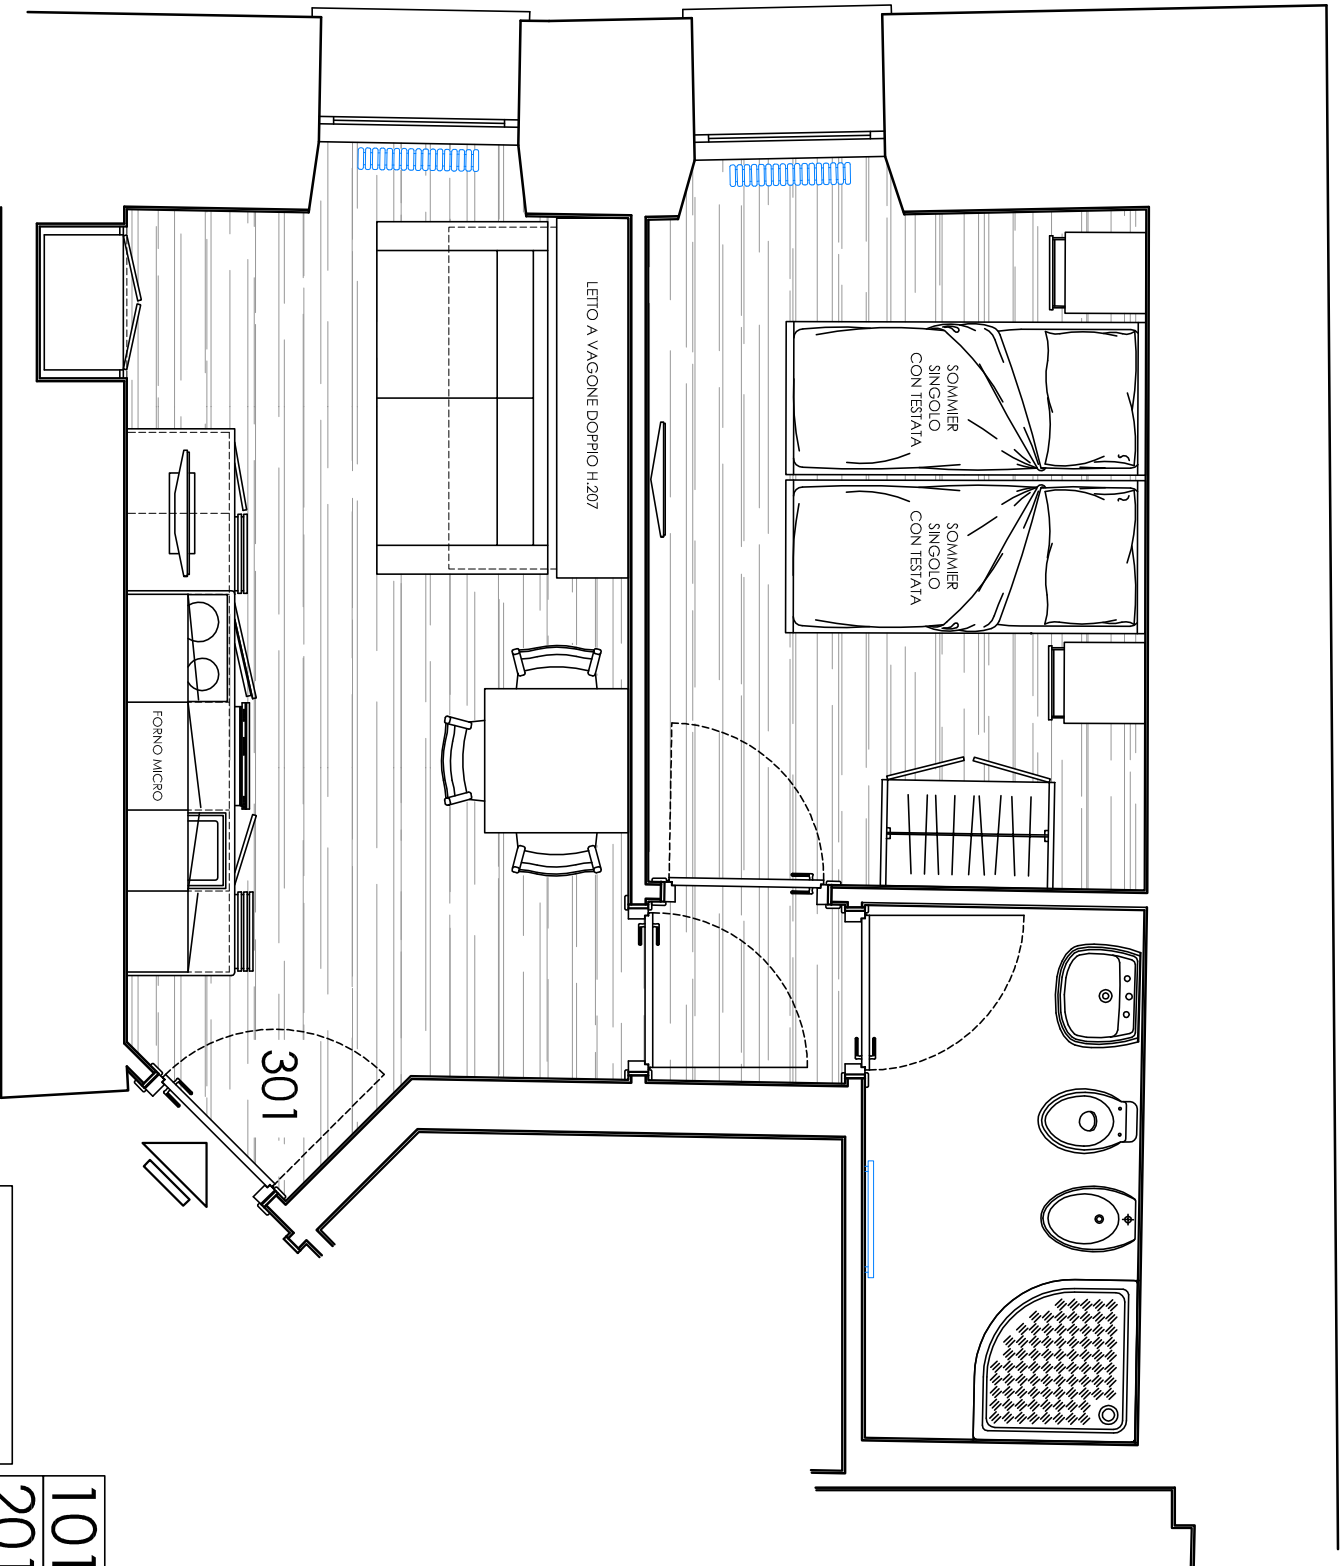 LETTO A VAGONE DOPPIO H.207
SOMMIER
SINGOLO
CON TESTATA
SOMMIER
SINGOLO
CON TESTATA
FORNO MICRO
301
101
201